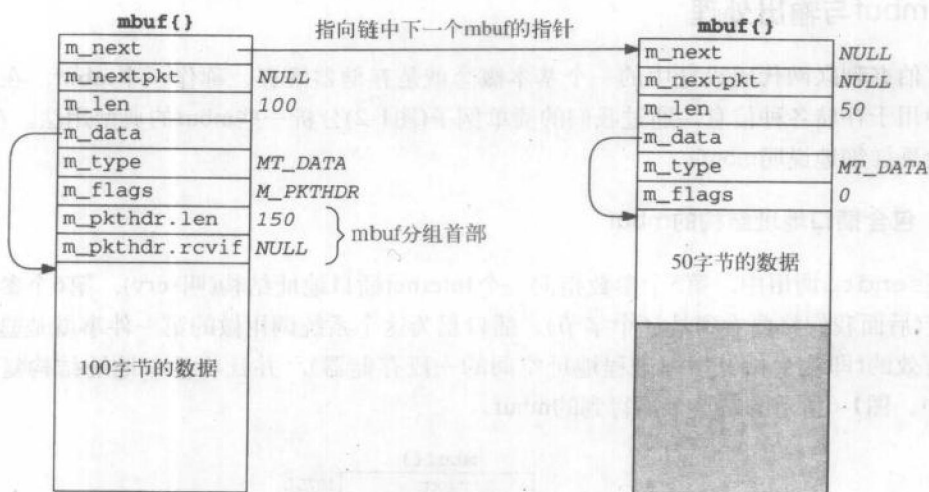 mbuf{}
指向链中下一个mbuf的指针
m_next
m_nextpkt NULL
m_len 100
m_data
m_type MT_DATA
m_flags M_PKTHDR
m_pkthdr.len 150
m_pkthdr.rcvif NULL
mbuf分组首部
100字节的数据
mbuf{}
m_next NULL
m_nextpkt NULL
m_len 50
m_data
m_type MT_DATA
m_flags 0
50字节的数据